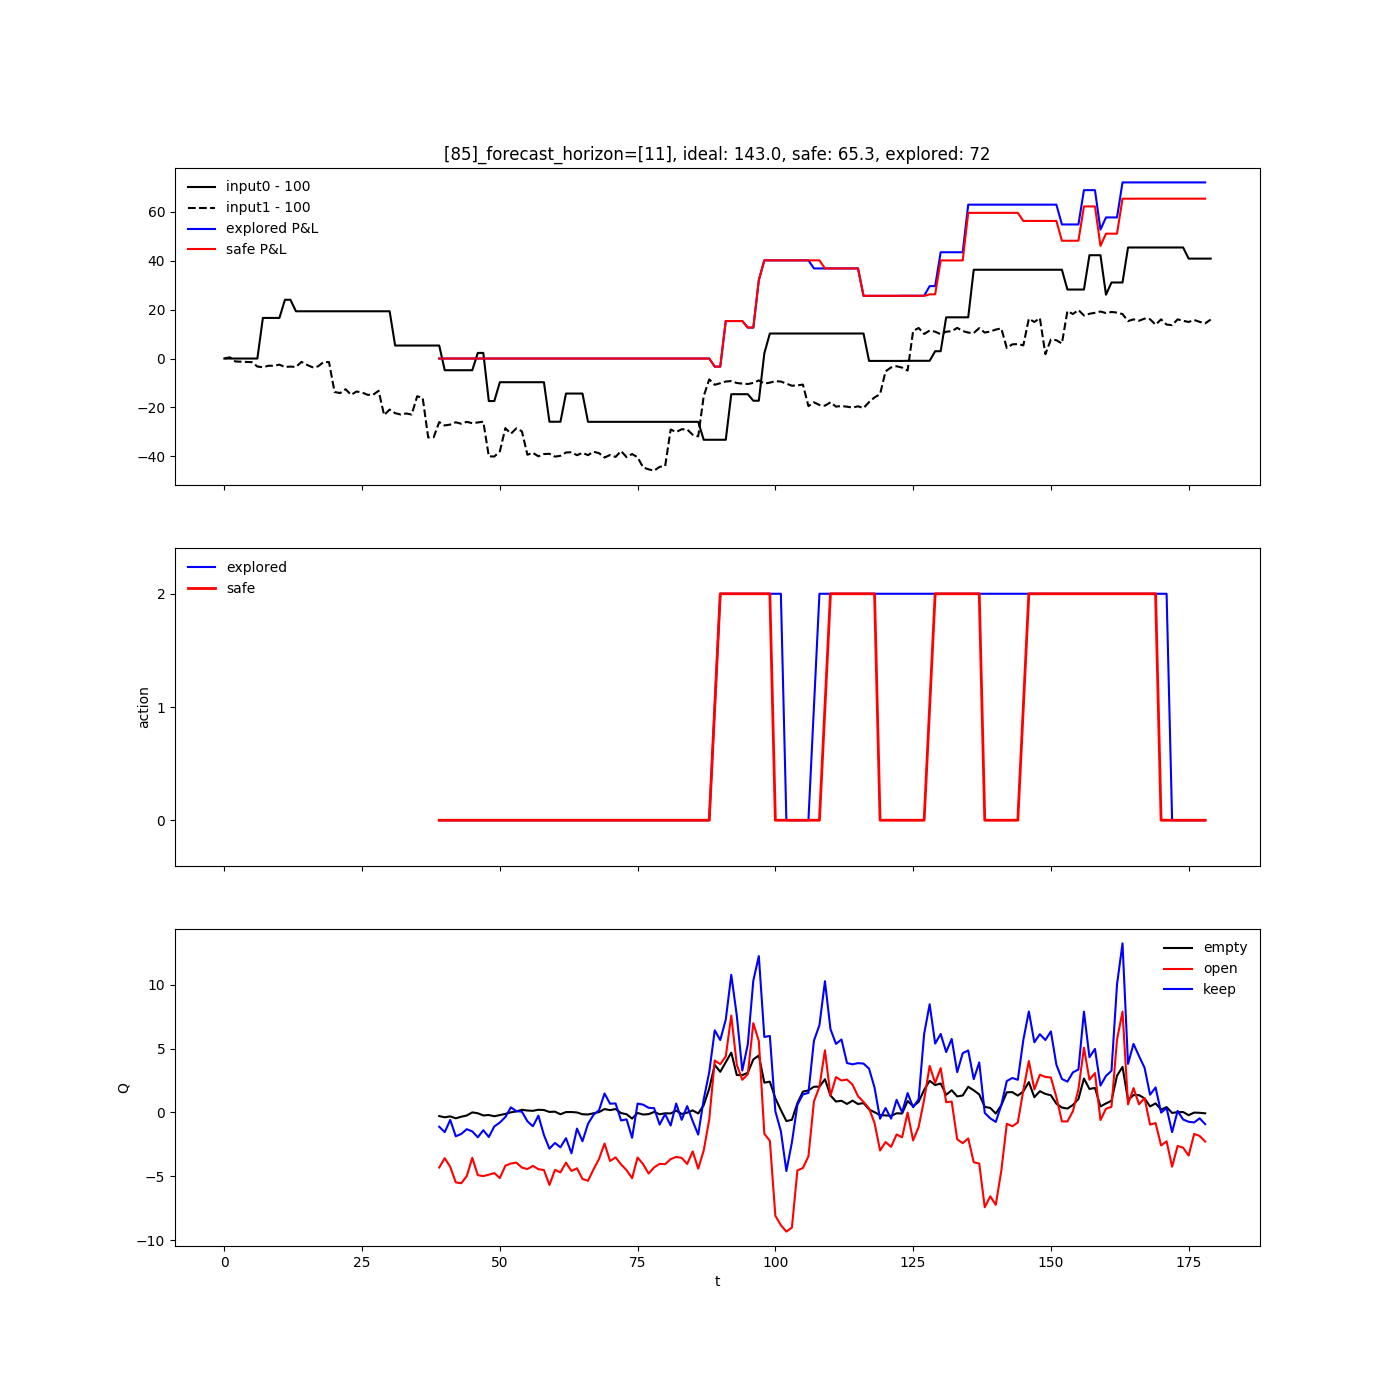 [85]_forecast_horizon=[11], ideal: 143.0, safe: 65.3, explored: 72
input0 - 100
input1 - 100
explored P&L
safe P&L
60
40
20
0
−20
−40
explored
safe
2
1
0
action
empty
open
keep
10
5
0
−5
−10
Q
0 25 50 75 100 125 150 175
t